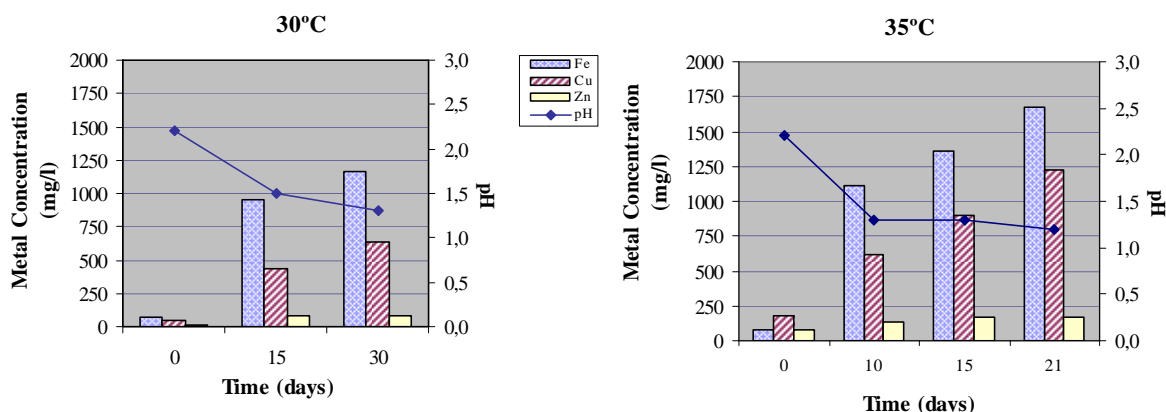 30ºC
2000
1750
1500
1250
1000
750
500
250
0
3,0
2,5
2,0
1,5
1,0
0,5
0,0
Metal Concentration
(mg/l)
pH
0 15 30
Time (days)
Fe
Cu
Zn
pH
35ºC
2000
1750
1500
1250
1000
750
500
250
0
3,0
2,5
2,0
1,5
1,0
0,5
0,0
Metal Concentration
(mg/l)
pH
0 10 15 21
Time (days)